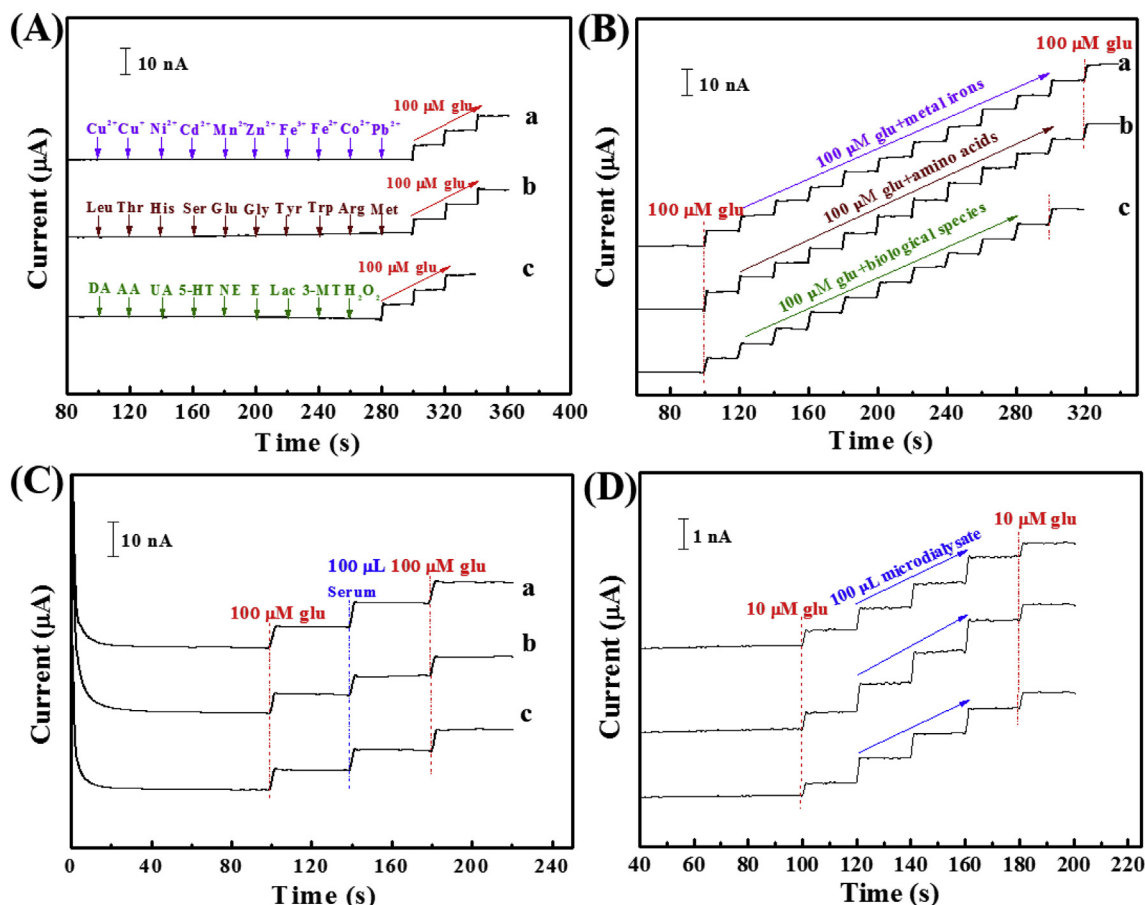 (A)
10 nA
100 μM glu
a
Cu²⁺ Cu⁺ Ni²⁺ Cd²⁺ Mn²⁺ Zn²⁺ Fe³⁺ Fe²⁺ Co²⁺ Pb²⁺
100 μM glu
b
Leu Thr His Ser Glu Gly Tyr Trp Arg Met
100 μM glu
c
DA AA UA 5-HT NE E Lac 3-MT H₂O₂
Current (μA)
80 120 160 200 240 280 320 360 400
Time (s)
(B)
10 nA
100 μM glu
a
100 μM glu+metal irons
b
100 μM glu+amino acids
100 μM glu
c
100 μM glu+biological species
Current (μA)
80 120 160 200 240 280 320
Time (s)
(C)
10 nA
100 μL 100 μM glu
Serum
a
100 μM glu
b
c
Current (μA)
0 40 80 120 160 200 240
Time (s)
(D)
1 nA
10 μM glu
100 μL microdialysate
10 μM glu
Current (μA)
40 60 80 100 120 140 160 180 200 220
Time (s)